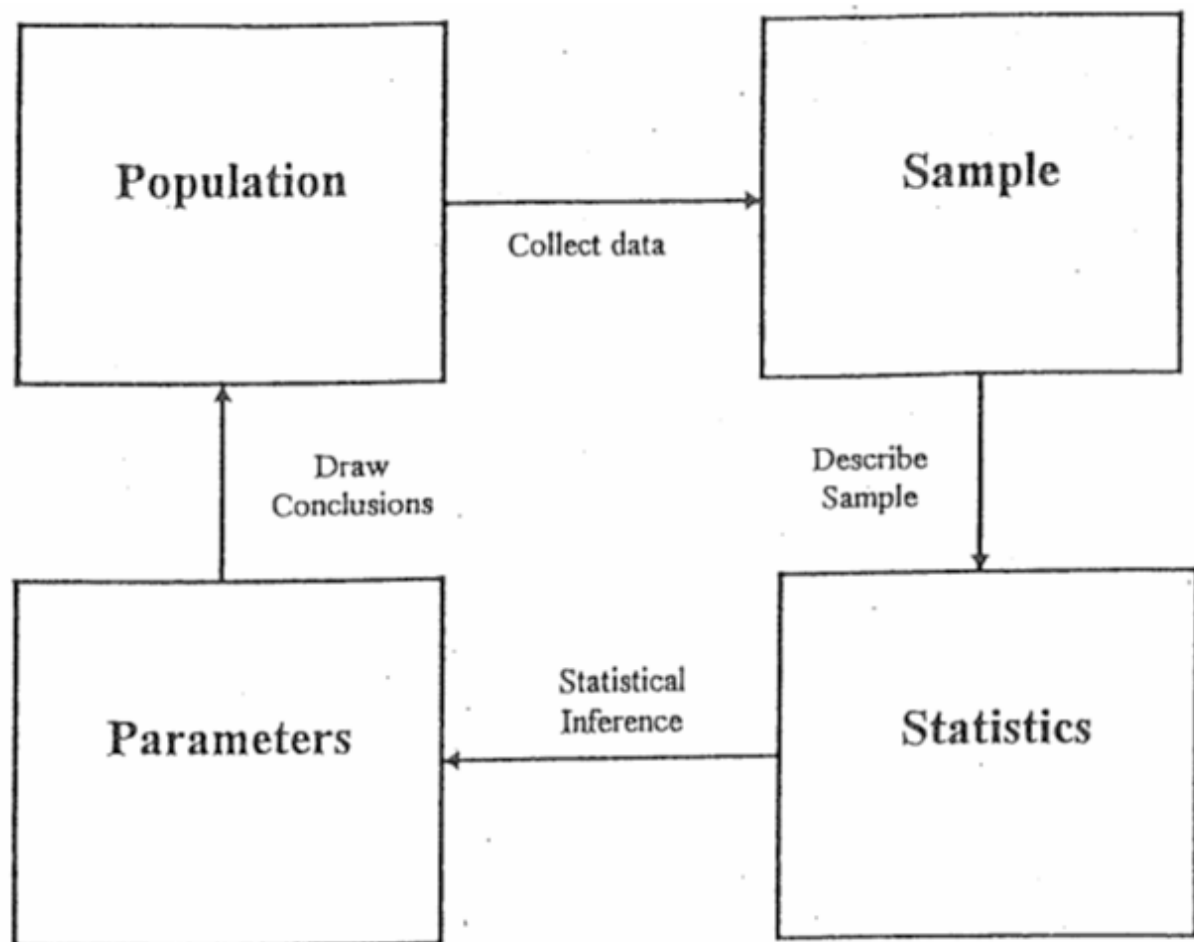 Population
Sample
Collect data
Draw
Conclusions
Describe
Sample
Parameters
Statistical
Inference
Statistics